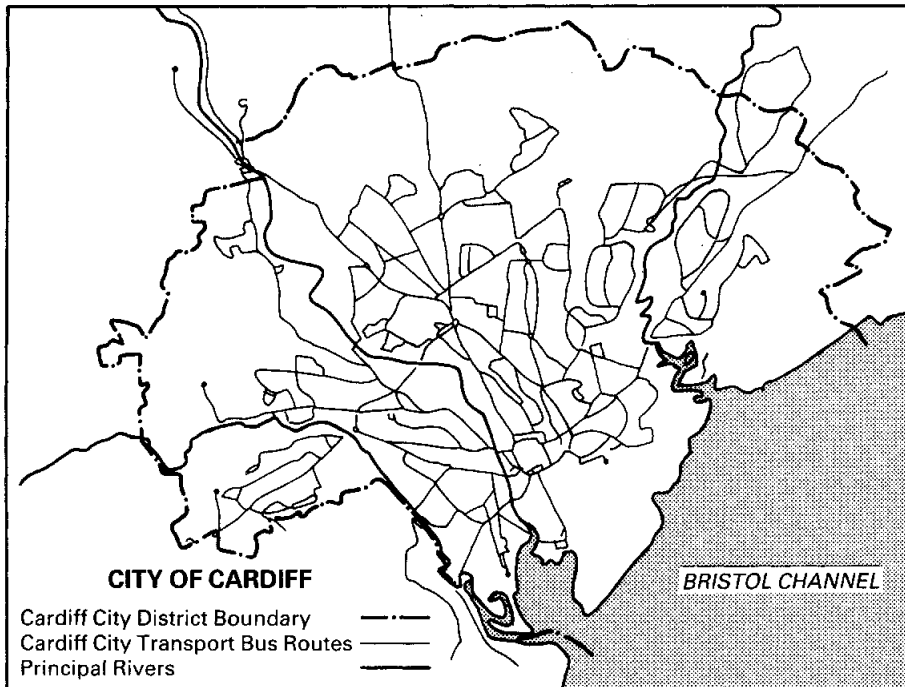 CITY OF CARDIFF
BRISTOL CHANNEL
Cardiff City District Boundary
Cardiff City Transport Bus Routes
Principal Rivers